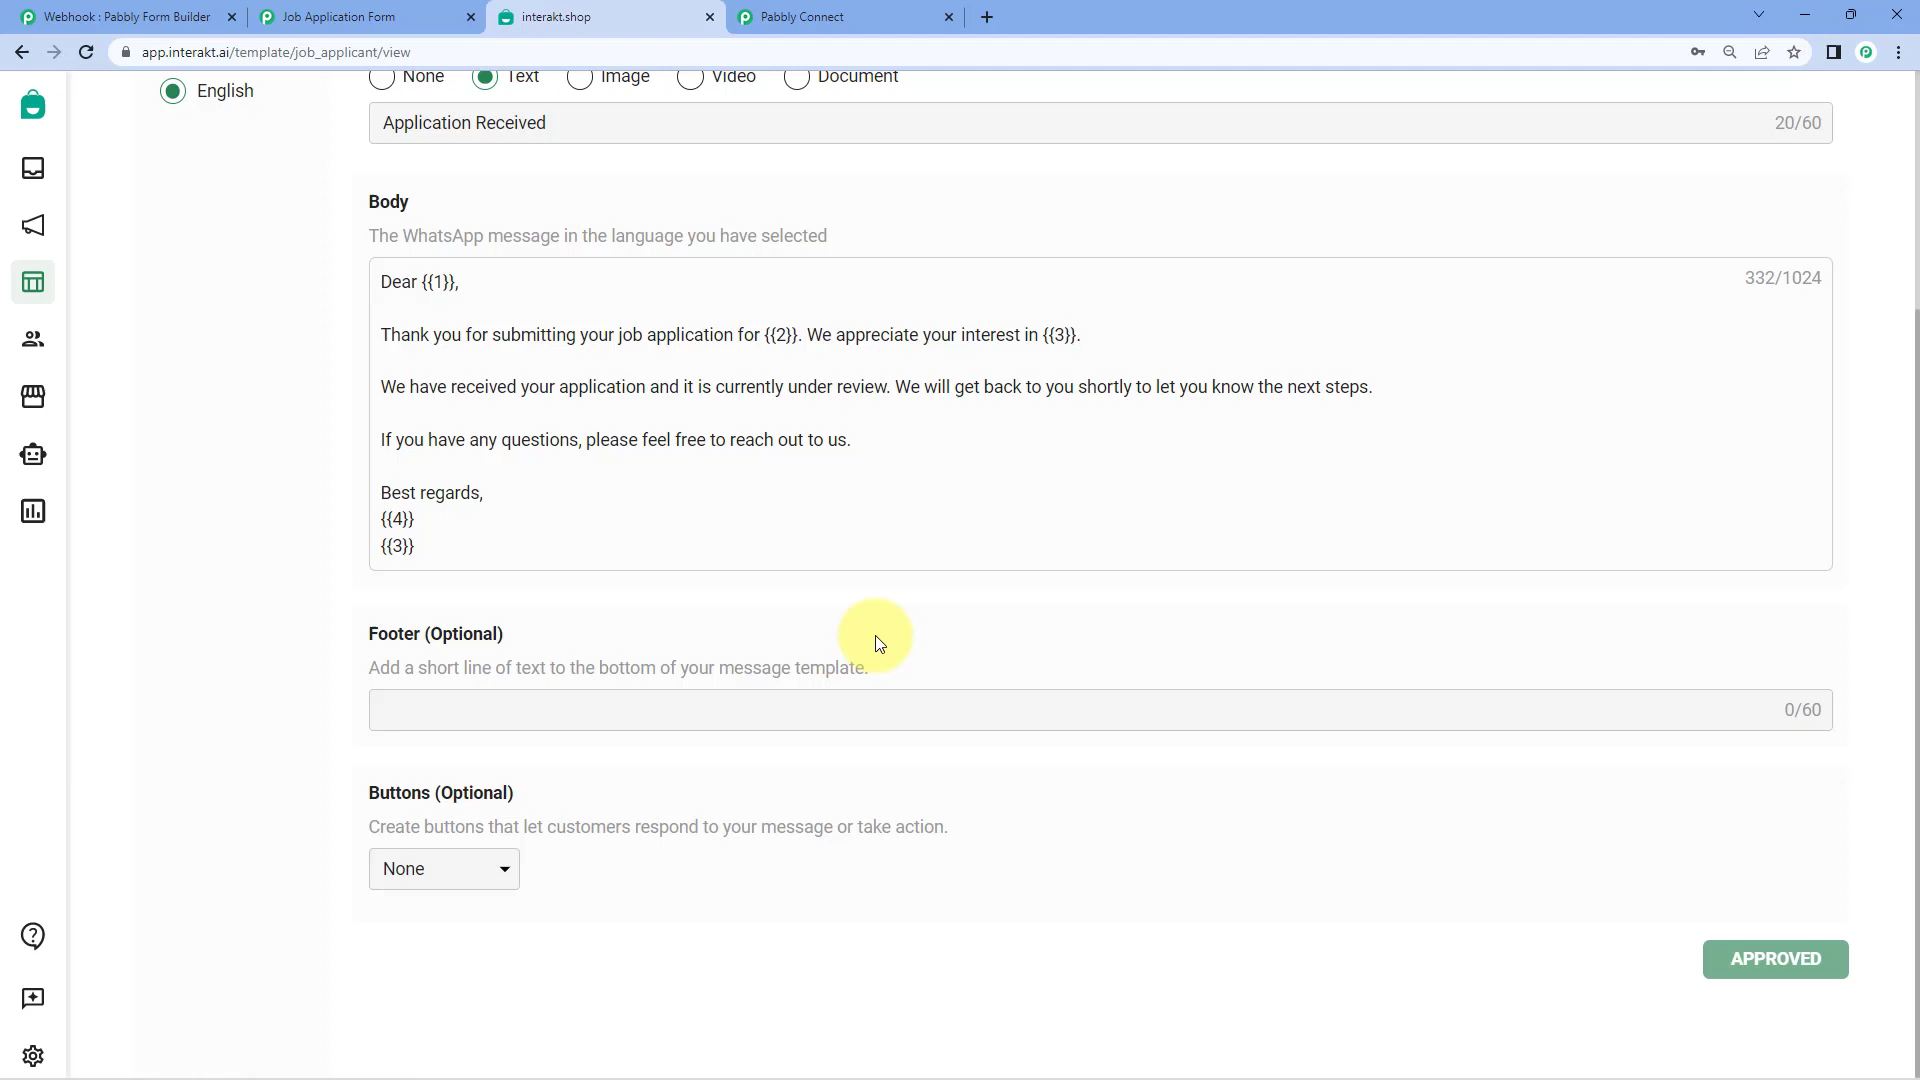 Webhook : Pabbly Form Builder
Job Application Form
interakt.shop
Pabbly Connect
app.interakt.ai/template/job_applicant/view
English
None
Text
Image
Video
Document
Application Received
20/60
Body
The WhatsApp message in the language you have selected
Dear {{1}},
332/1024
Thank you for submitting your job application for {{2}}. We appreciate your interest in {{3}}.
We have received your application and it is currently under review. We will get back to you shortly to let you know the next steps.
If you have any questions, please feel free to reach out to us.
Best regards,
{{4}}
{{3}}
Footer (Optional)
Add a short line of text to the bottom of your message template.
0/60
Buttons (Optional)
Create buttons that let customers respond to your message or take action.
None
APPROVED